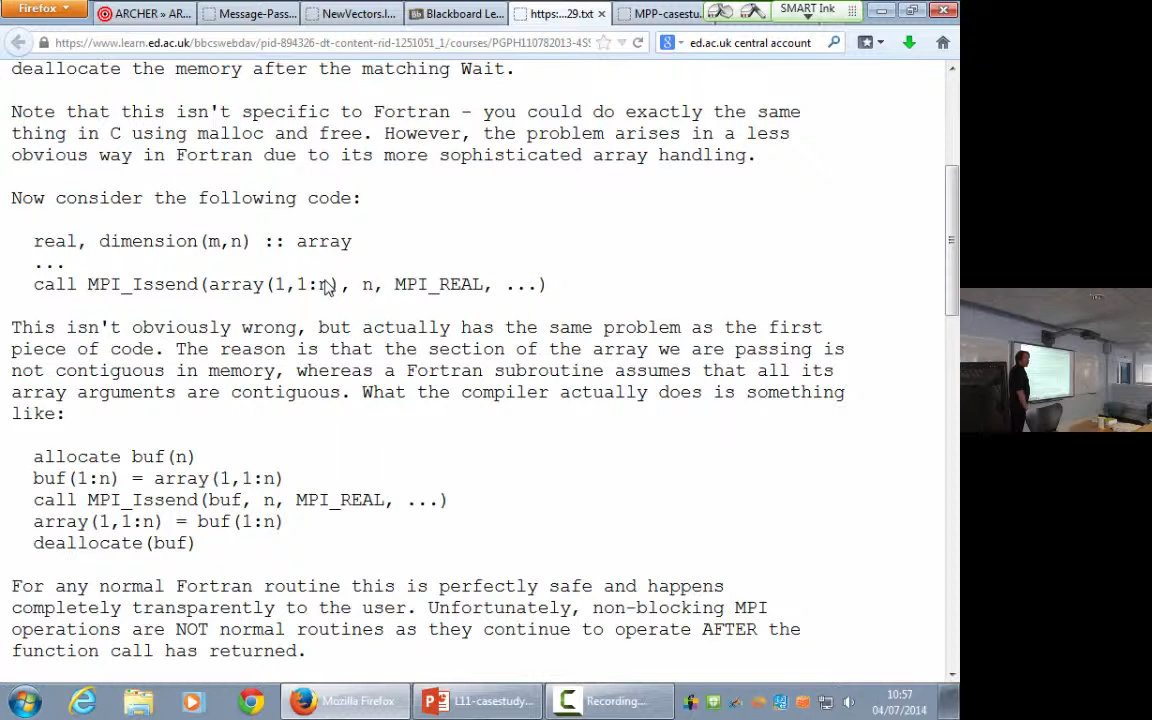 Firefox
ARCHER » AR...
Message-Pass...
NewVectors.l...
Blackboard Le...
https:...29.txt
MPP-casestu...
SMART Ink
https://www.learn.ed.ac.uk/bbcswebdav/pid-894326-dt-content-rid-1251051_1/courses/PGPH110782013-4S
ed.ac.uk central account
deallocate the memory after the matching Wait.
Note that this isn't specific to Fortran - you could do exactly the same
thing in C using malloc and free. However, the problem arises in a less
obvious way in Fortran due to its more sophisticated array handling.
Now consider the following code:
real, dimension(m,n) :: array
...
call MPI_Issend(array(1,1:n), n, MPI_REAL, ...)
This isn't obviously wrong, but actually has the same problem as the first
piece of code. The reason is that the section of the array we are passing is
not contiguous in memory, whereas a Fortran subroutine assumes that all its
array arguments are contiguous. What the compiler actually does is something
like:
allocate buf(n)
buf(1:n) = array(1,1:n)
call MPI_Issend(buf, n, MPI_REAL, ...)
array(1,1:n) = buf(1:n)
deallocate(buf)
For any normal Fortran routine this is perfectly safe and happens
completely transparently to the user. Unfortunately, non-blocking MPI
operations are NOT normal routines as they continue to operate AFTER the
function call has returned.
Mozilla Firefox
L11-casestudy...
Recording...
10:57
04/07/2014